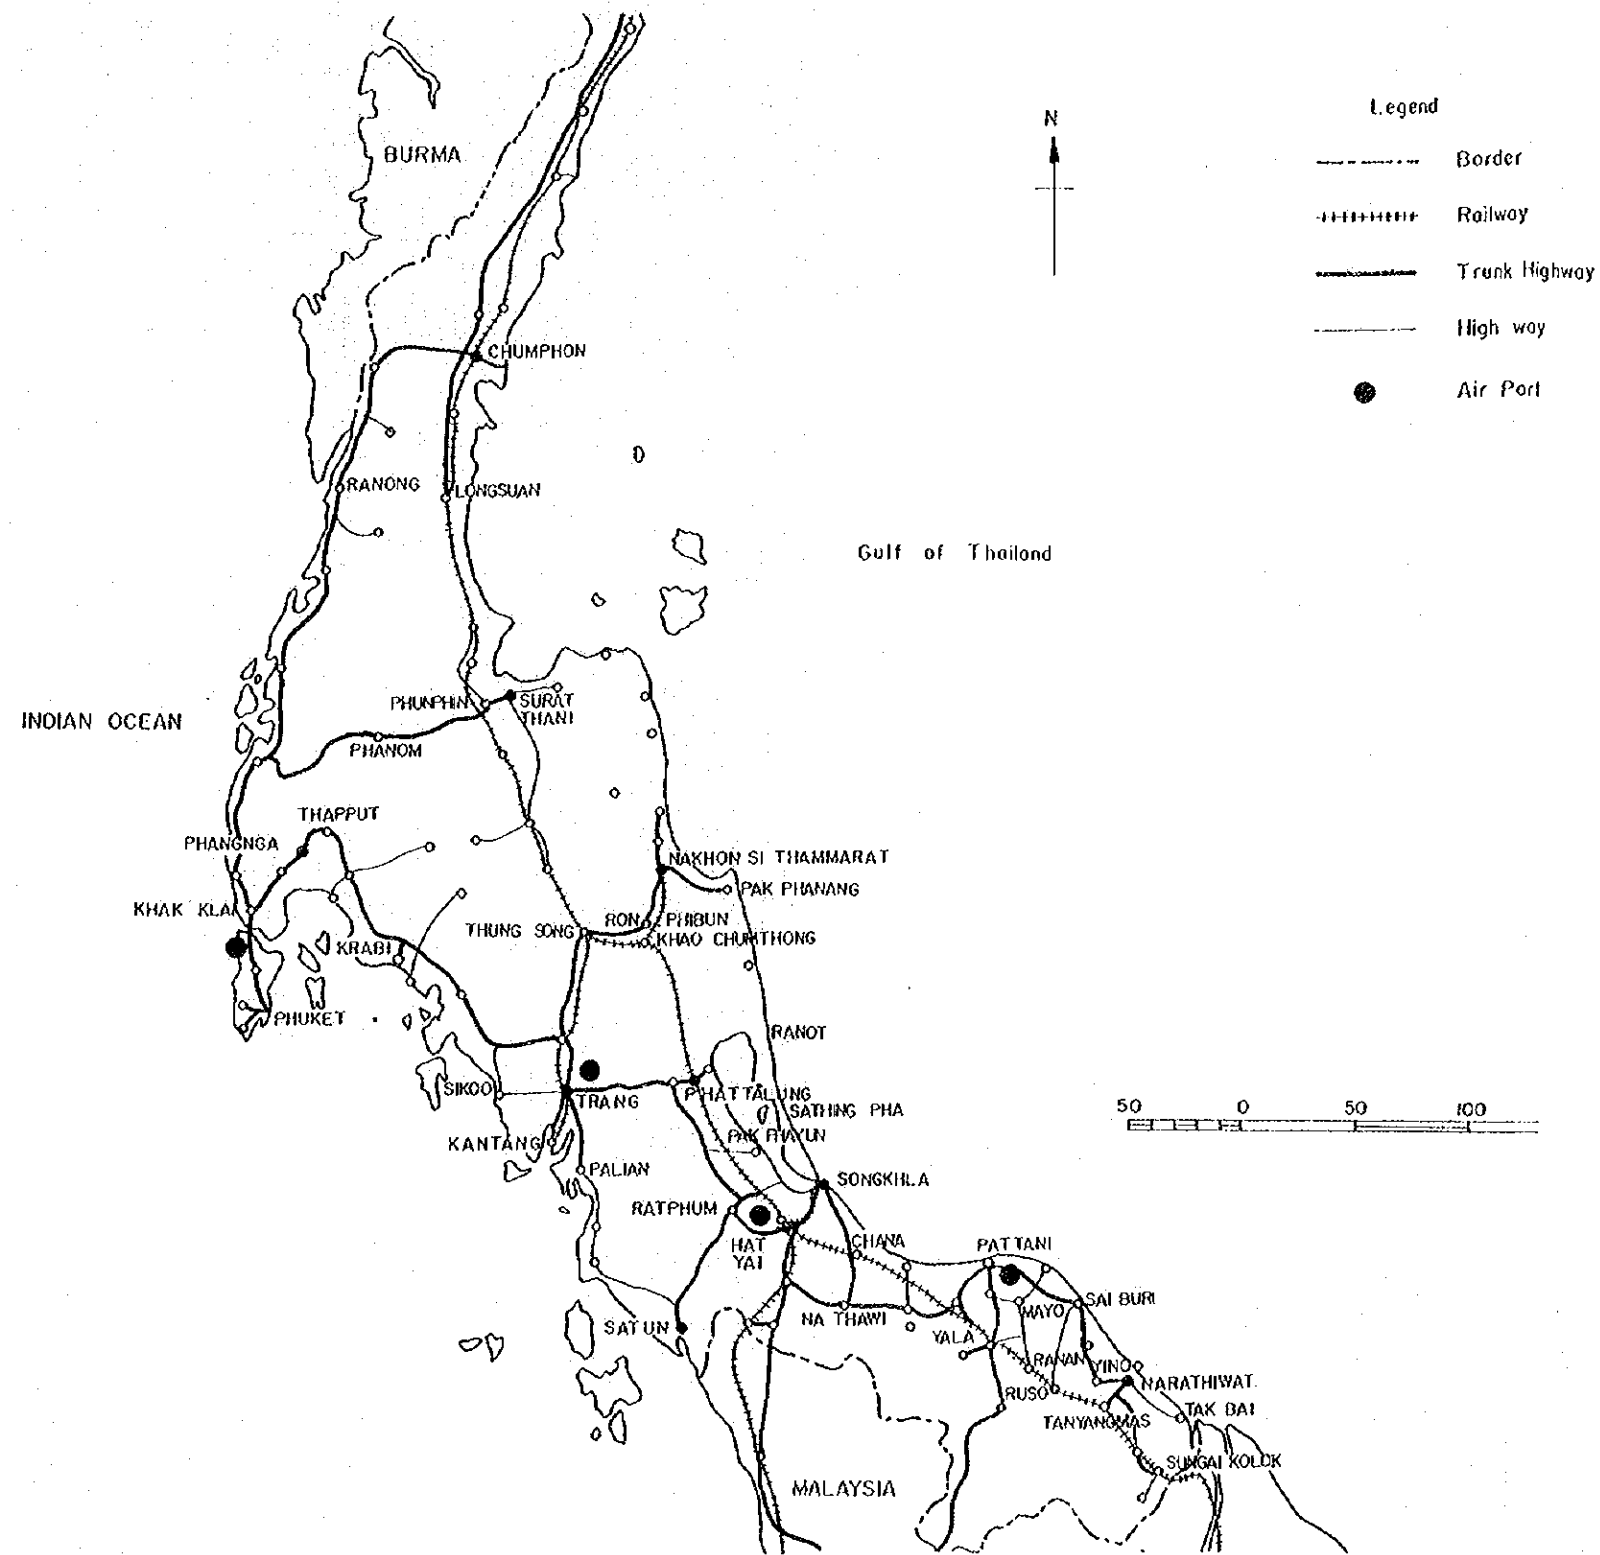 Legend
N
Border
BURMA
Railway
Trunk Highway
High way
CHUMPHON
Air Port
RANONG
LONGSUAN
Gulf of Thailand
PHUNPHIN
SURAT
THANI
INDIAN OCEAN
PHANOM
THAPPUT
PHANGNGA
NAKHON SI THAMMARAT
PAK PHANANG
KHAK KLAI
RON PHIBUN
THUNG SONG
KHAO CHUMTHONG
KRABI
PHUKET
RANOT
SIKOO
TRANG
PHATTALUNG
SATHING PHA
50 0 50 100
PAK PHAYUN
KANTANG
PALIAN
SONGKHLA
RATPHUM
HAT
YAI
CHANA
PATTANI
SAI BURI
MAYO
NA THAWI
SATUN
YALA
RANAN
YINO
NARATHIWAT
RUSO
TAK BAI
TANYANGMAS
SUNGAI KOLOK
MALAYSIA